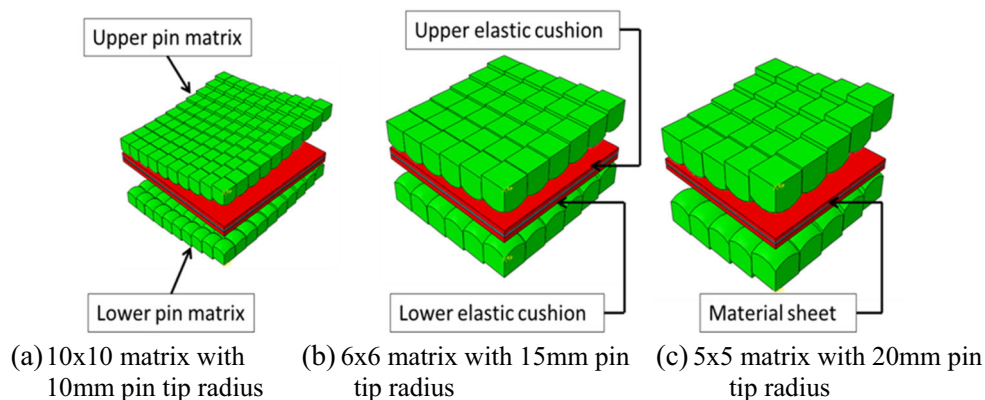 Upper pin matrix
Upper elastic cushion
Lower pin matrix
Lower elastic cushion
Material sheet
(a) 10x10 matrix with
10mm pin tip radius
(b) 6x6 matrix with 15mm pin
tip radius
(c) 5x5 matrix with 20mm pin
tip radius